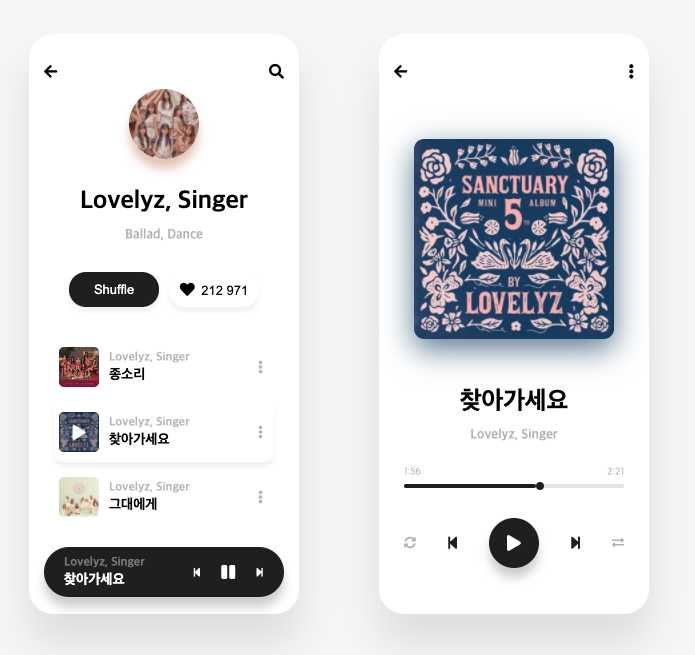 Lovelyz, Singer
Ballad, Dance
Shuffle
212 971
Lovelyz, Singer
종소리
Lovelyz, Singer
찾아가세요
Lovelyz, Singer
그대에게
Lovelyz, Singer
찾아가세요
SANCTUARY
MINI 5TH ALBUM
BY
LOVELYZ
찾아가세요
Lovelyz, Singer
1:56 2:21